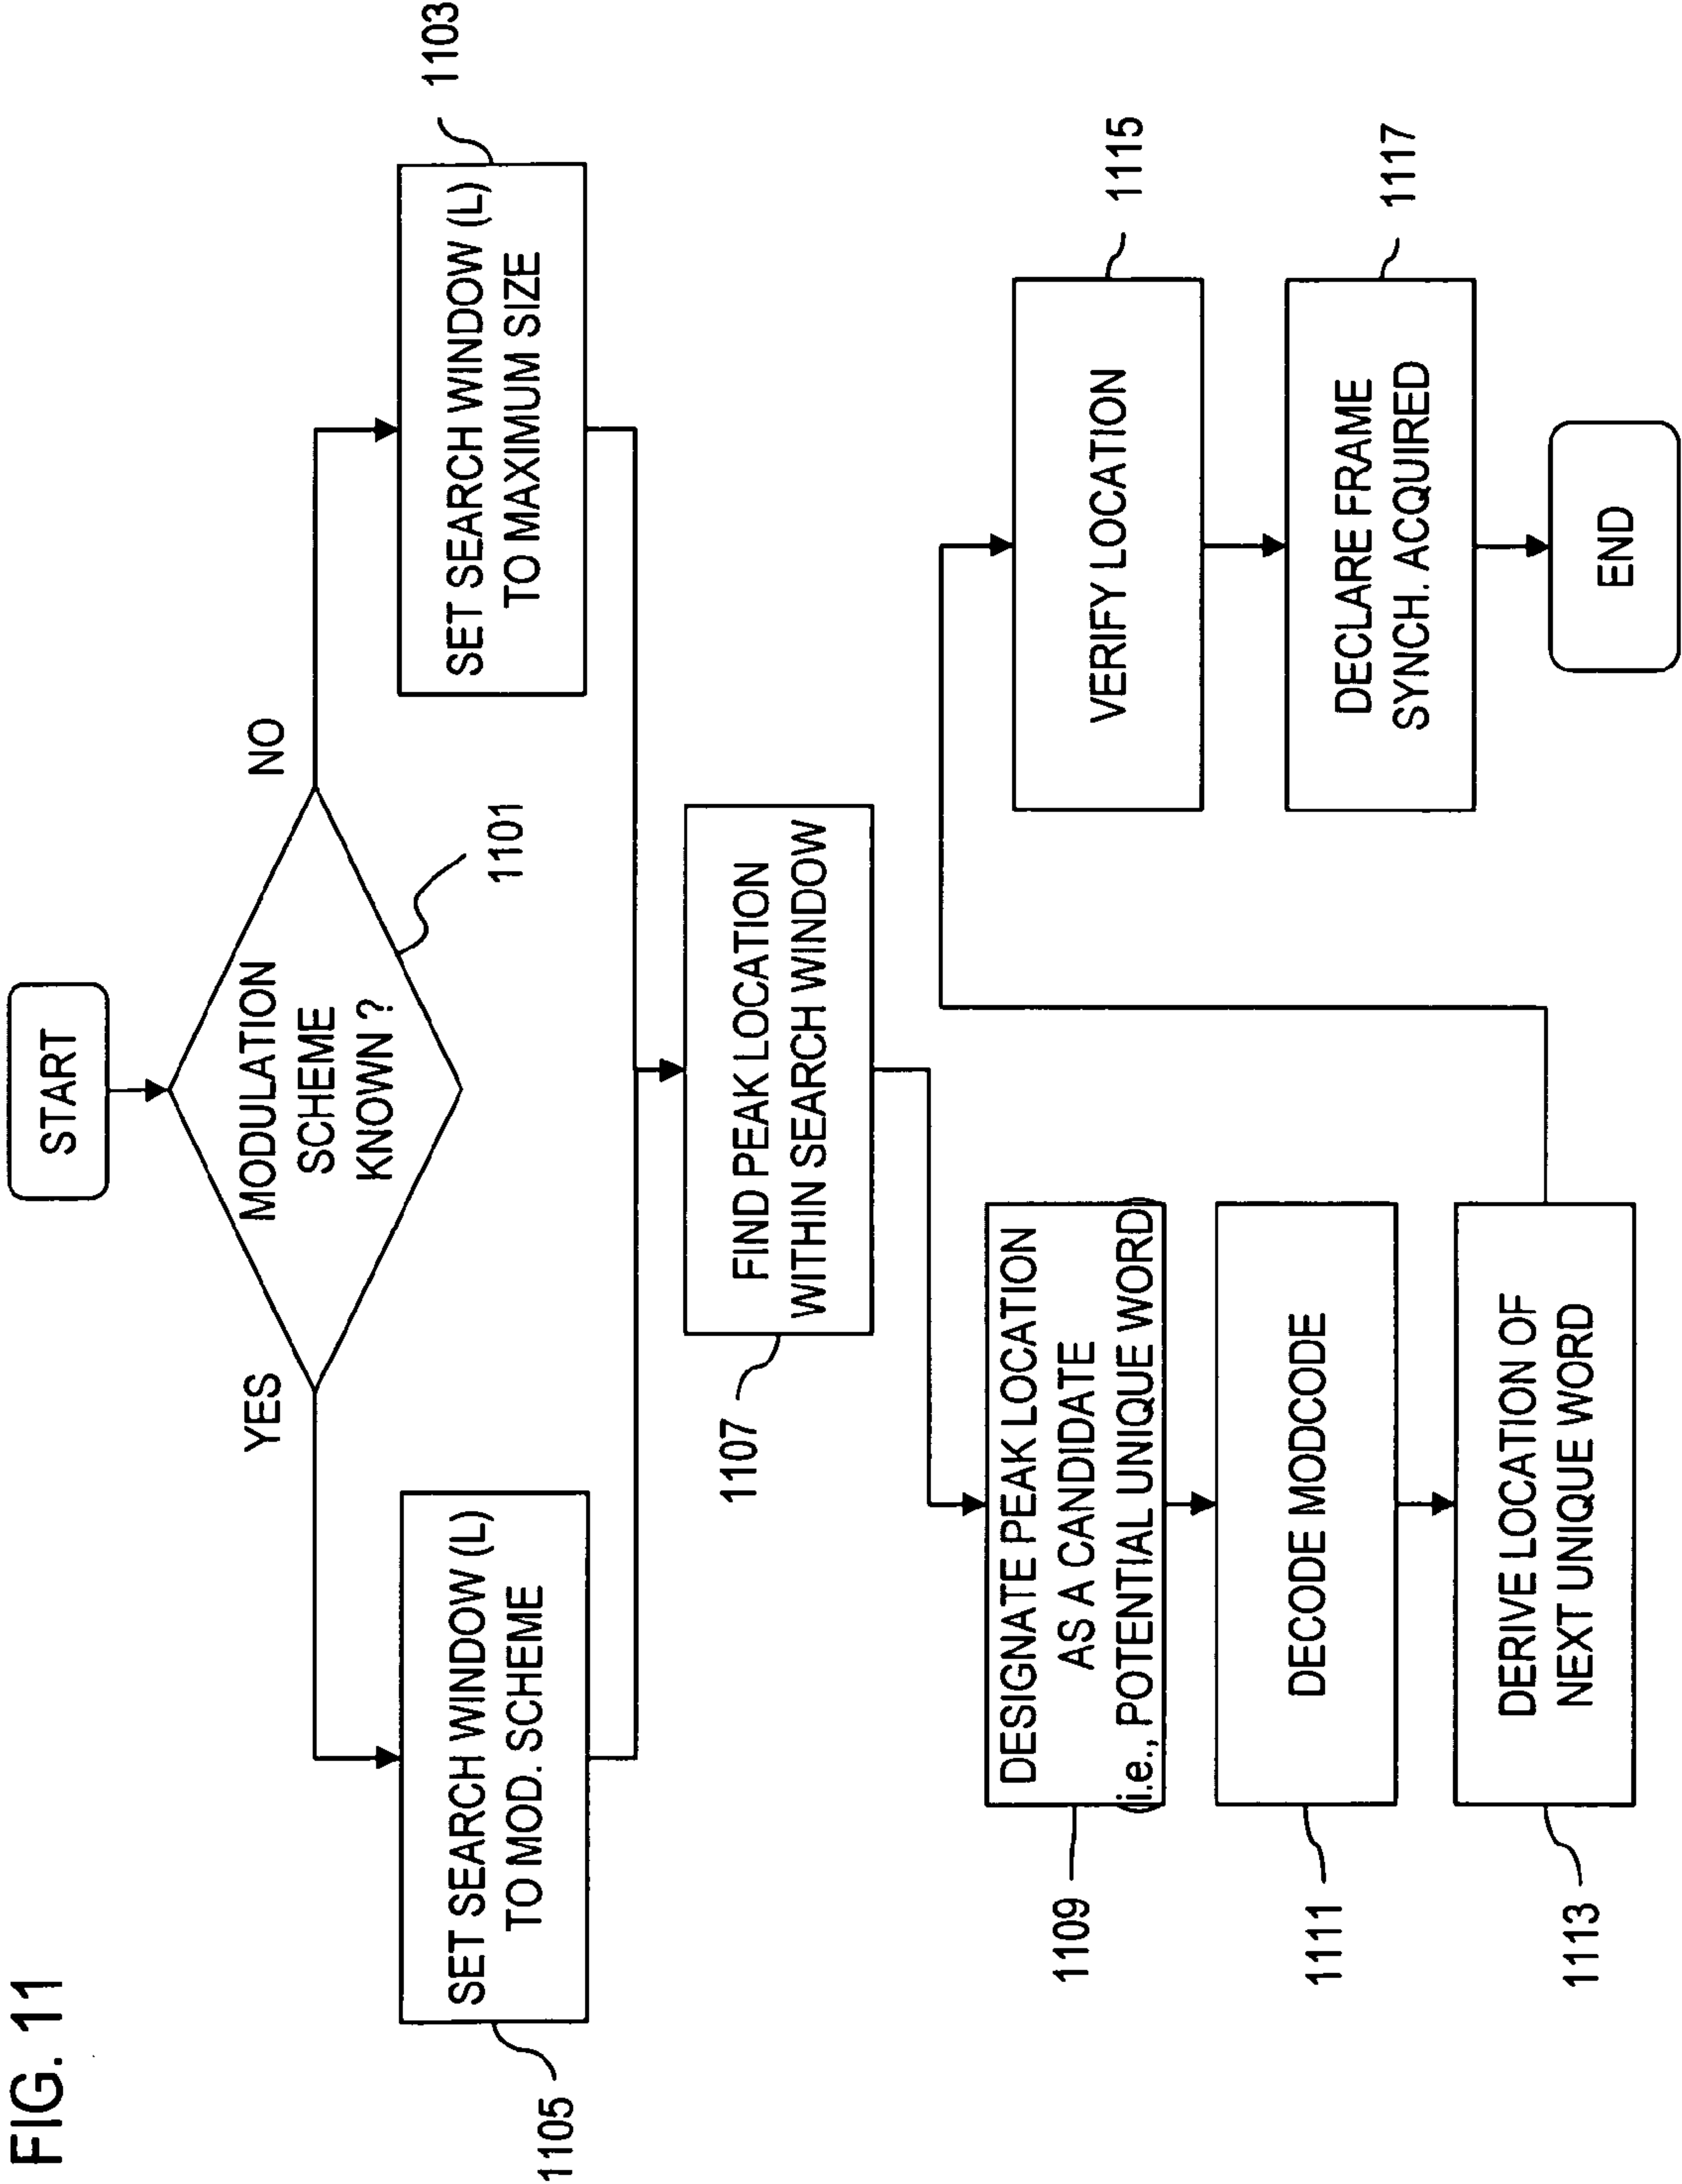 FIG. 11
START
MODULATION
SCHEME
KNOWN ?
1101
YES
NO
SET SEARCH WINDOW (L)
TO MOD. SCHEME
1105
SET SEARCH WINDOW (L)
TO MAXIMUM SIZE
1103
FIND PEAK LOCATION
WITHIN SEARCH WINDOW
1107
DESIGNATE PEAK LOCATION
AS A CANDIDATE
(i.e., POTENTIAL UNIQUE WORD)
1109
DECODE MODCODE
1111
DERIVE LOCATION OF
NEXT UNIQUE WORD
1113
VERIFY LOCATION
1115
DECLARE FRAME
SYNCH. ACQUIRED
1117
END